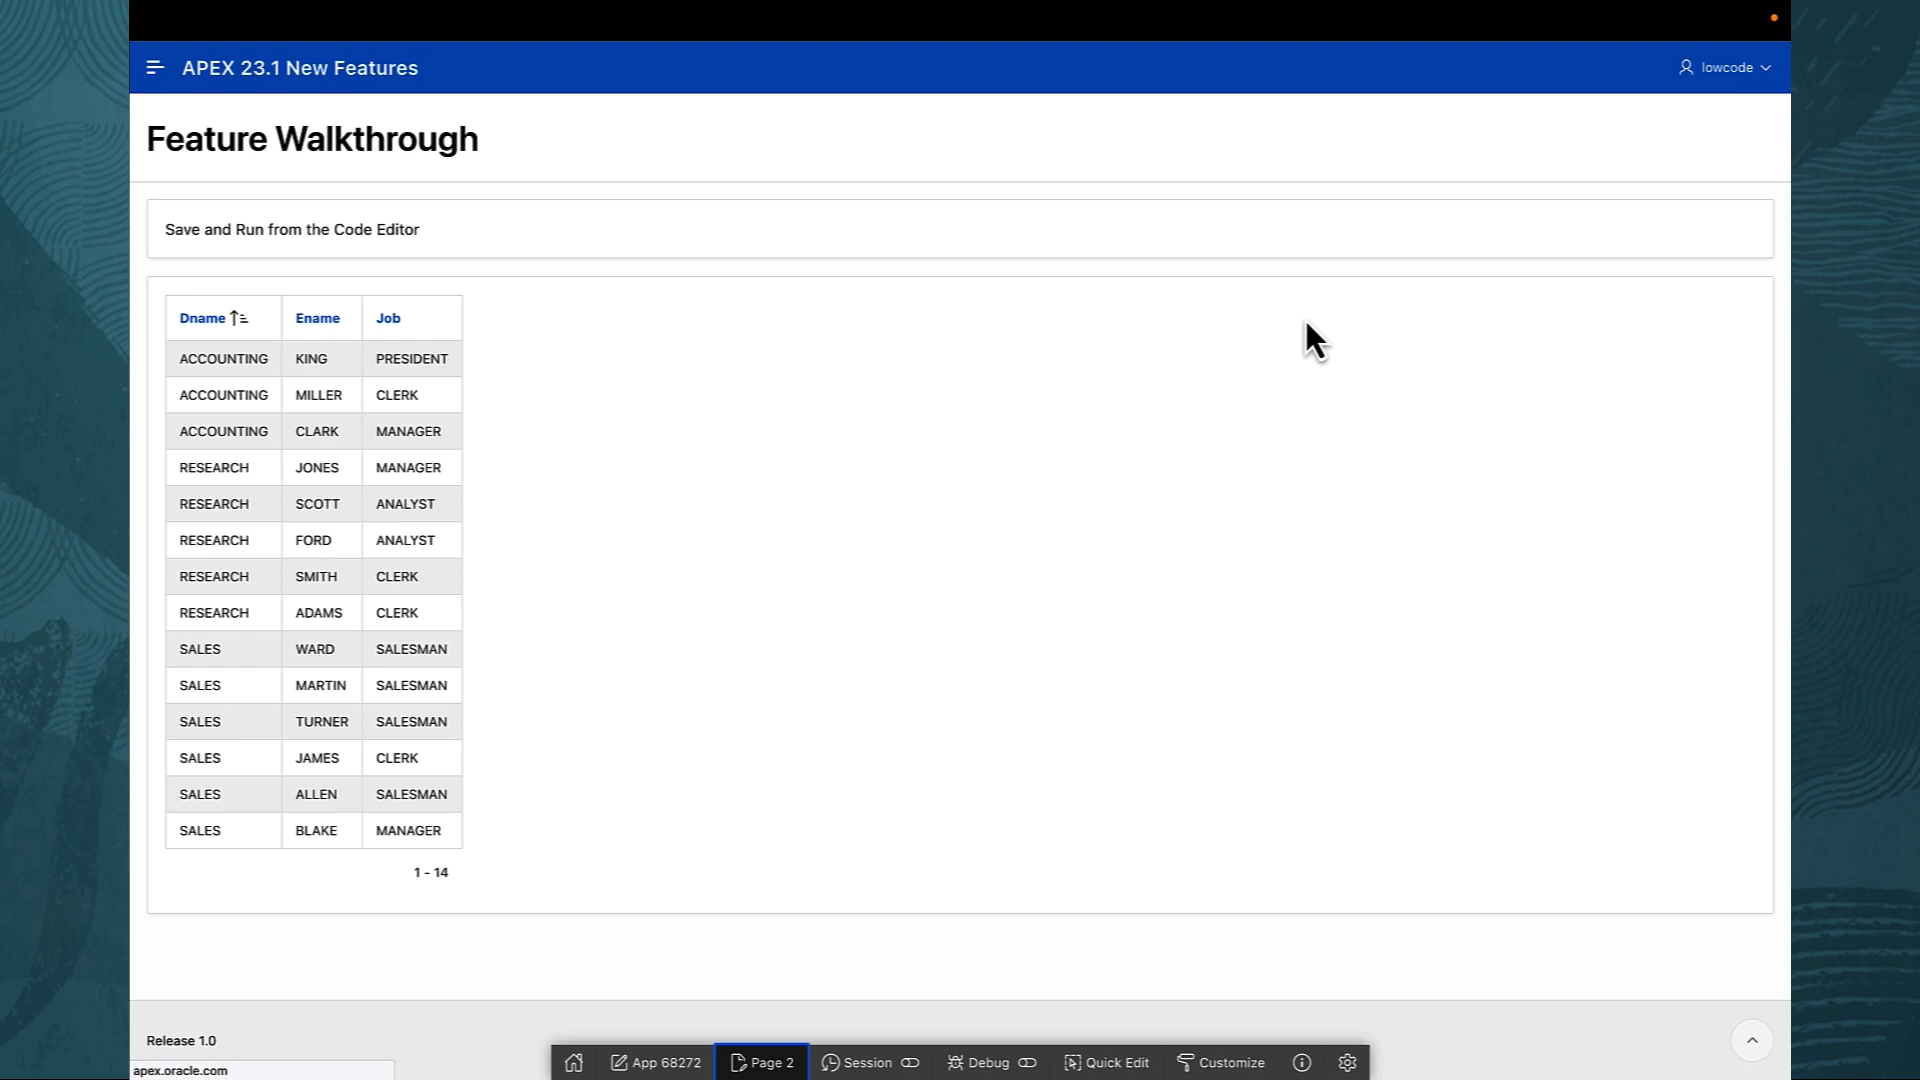 APEX 23.1 New Features
lowcode
Feature Walkthrough
Save and Run from the Code Editor
Dname Ename Job
ACCOUNTING KING PRESIDENT
ACCOUNTING MILLER CLERK
ACCOUNTING CLARK MANAGER
RESEARCH JONES MANAGER
RESEARCH SCOTT ANALYST
RESEARCH FORD ANALYST
RESEARCH SMITH CLERK
RESEARCH ADAMS CLERK
SALES WARD SALESMAN
SALES MARTIN SALESMAN
SALES TURNER SALESMAN
SALES JAMES CLERK
SALES ALLEN SALESMAN
SALES BLAKE MANAGER
1 - 14
Release 1.0
App 68272 Page 2 Session Debug Quick Edit Customize
apex.oracle.com